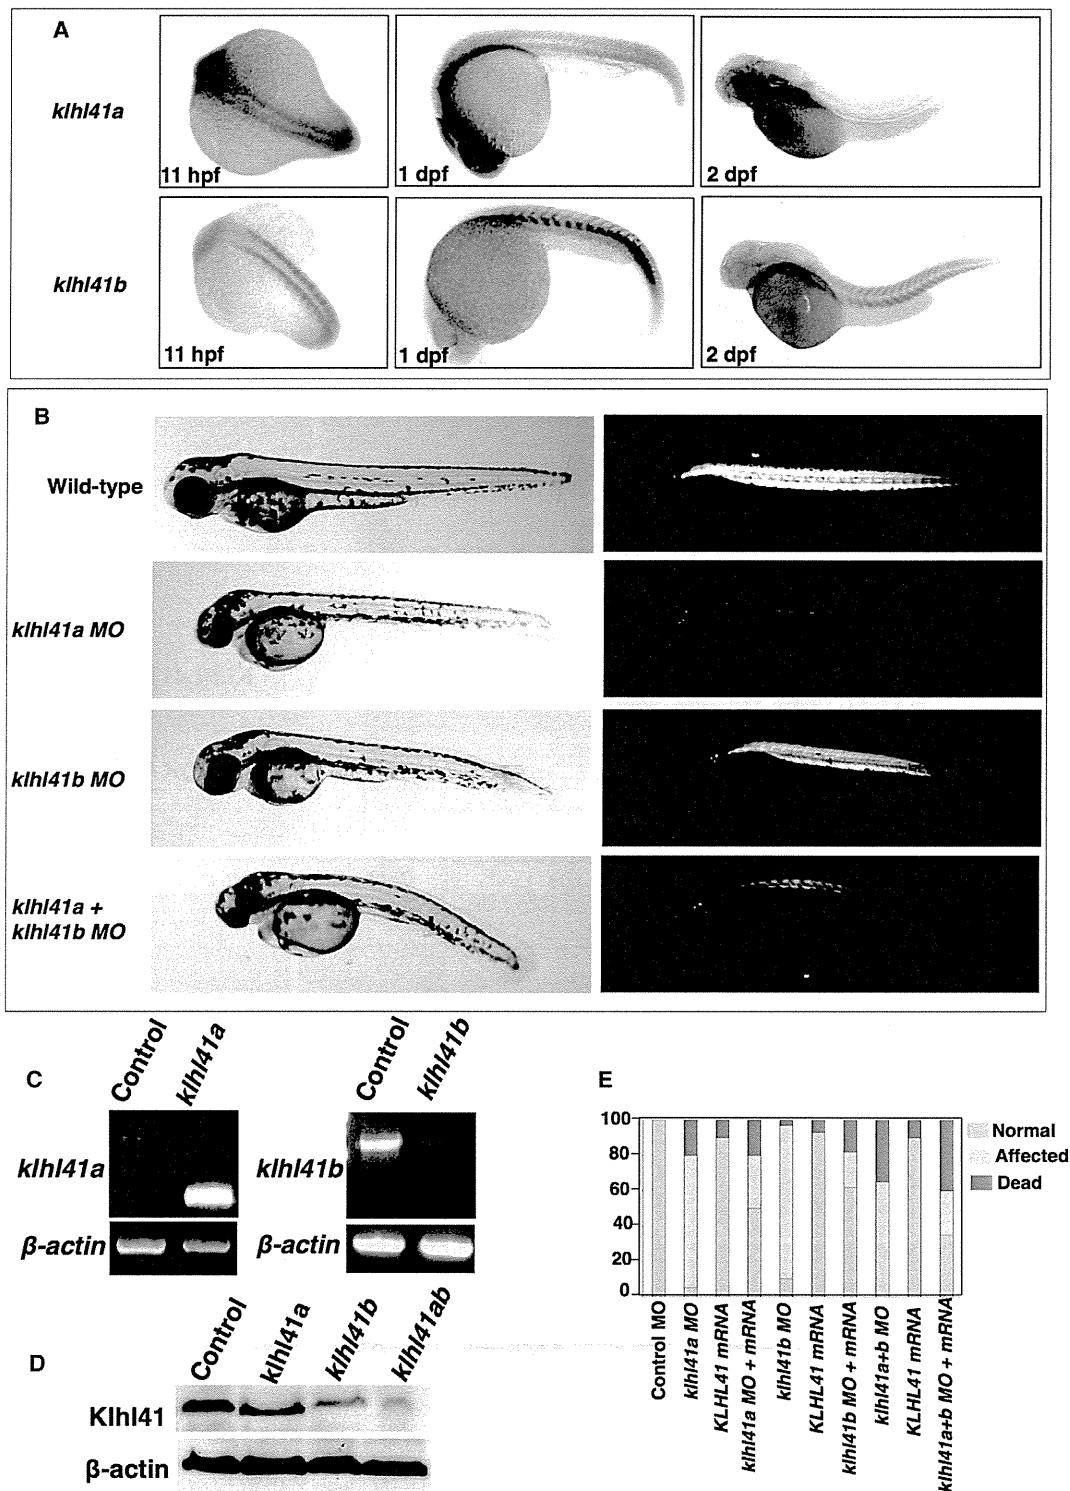 A
klhl41a
11 hpf
1 dpf
2 dpf
klhl41b
11 hpf
1 dpf
2 dpf
B
Wild-type
klhl41a MO
klhl41b MO
klhl41a +
klhl41b MO
C
Control
klhl41a
klhl41a
β-actin
Control
klhl41b
klhl41b
β-actin
D
Control
klhl41a
klhl41b
klhl41ab
Klhl41
β-actin
E
100
80
60
40
20
0
Normal
Affected
Dead
Control MO
klhl41a MO
KLHL41 mRNA
klhl41a MO + mRNA
klhl41b MO
KLHL41 mRNA
klhl41b MO + mRNA
klhl41a+b MO
KLHL41 mRNA
klhl41a+b MO + mRNA